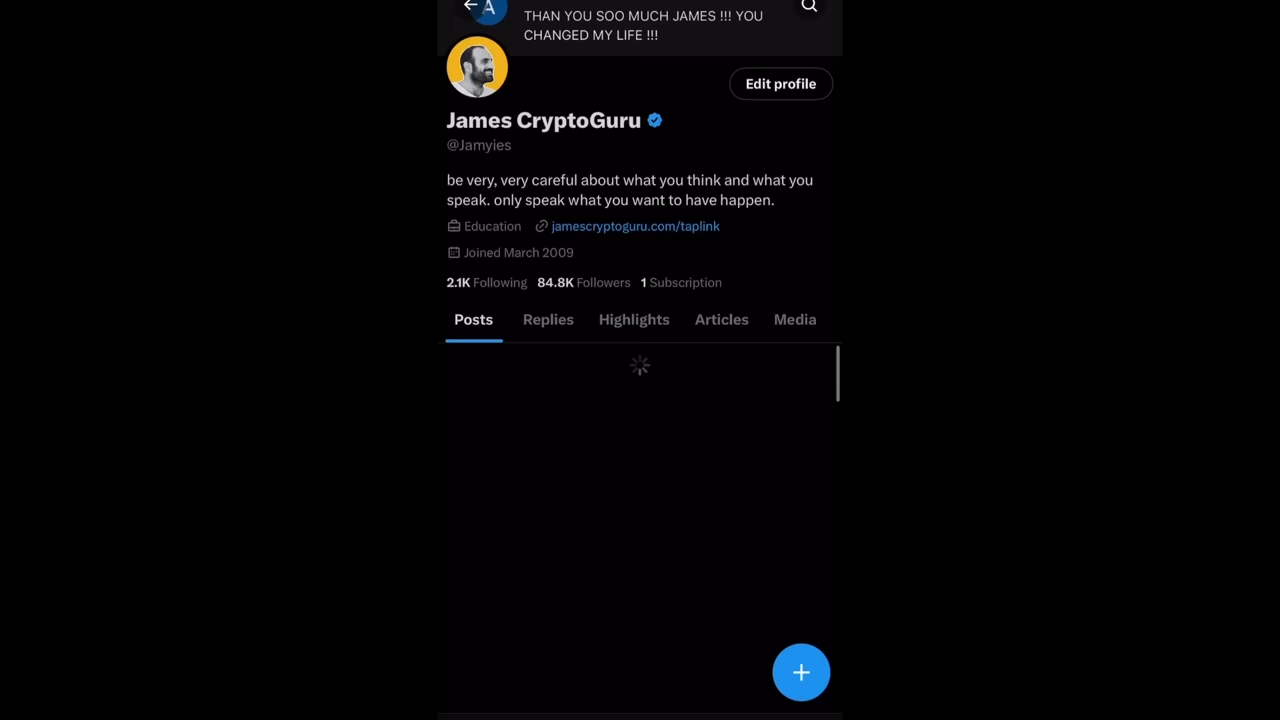 A
THAN YOU SOO MUCH JAMES !!! YOU
CHANGED MY LIFE !!!
Edit profile
James CryptoGuru
@Jamyies
be very, very careful about what you think and what you
speak. only speak what you want to have happen.
Education jamescryptoguru.com/taplink
Joined March 2009
2.1K Following 84.8K Followers 1 Subscription
Posts Replies Highlights Articles Media